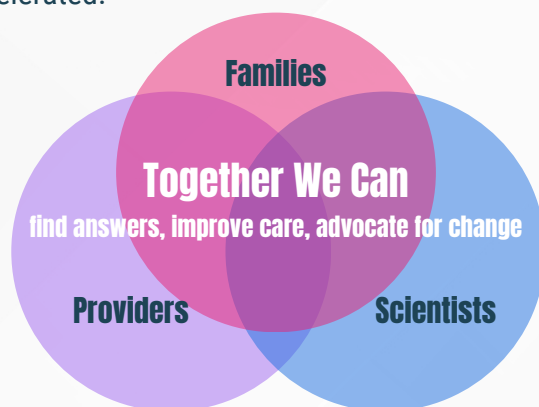 Families
Together We Can
find answers, improve care, advocate for change
Providers
Scientists